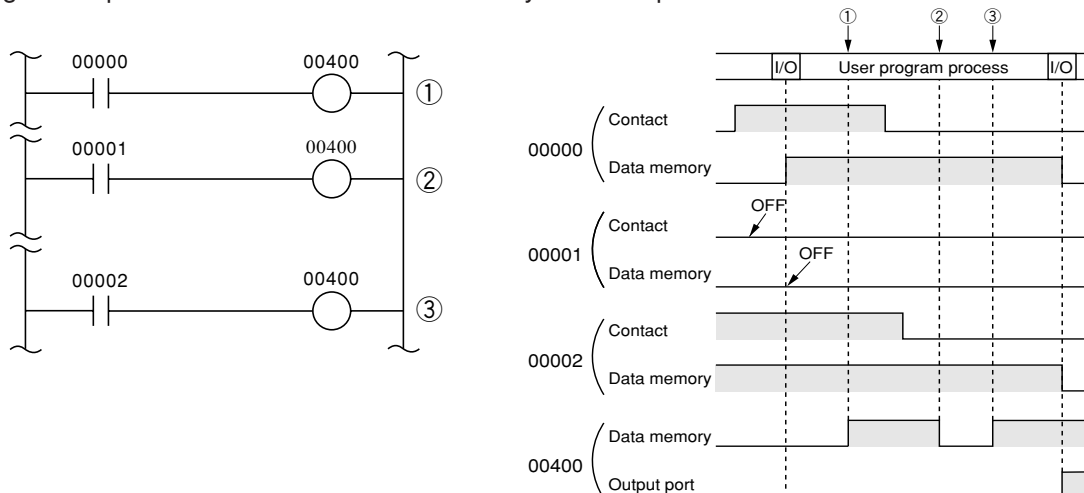 00000
00400
①
00001
00400
②
00002
00400
③
①
②
③
I/O
User program process
I/O
00000
Contact
Data memory
00001
Contact
OFF
Data memory
OFF
00002
Contact
Data memory
00400
Data memory
Output port